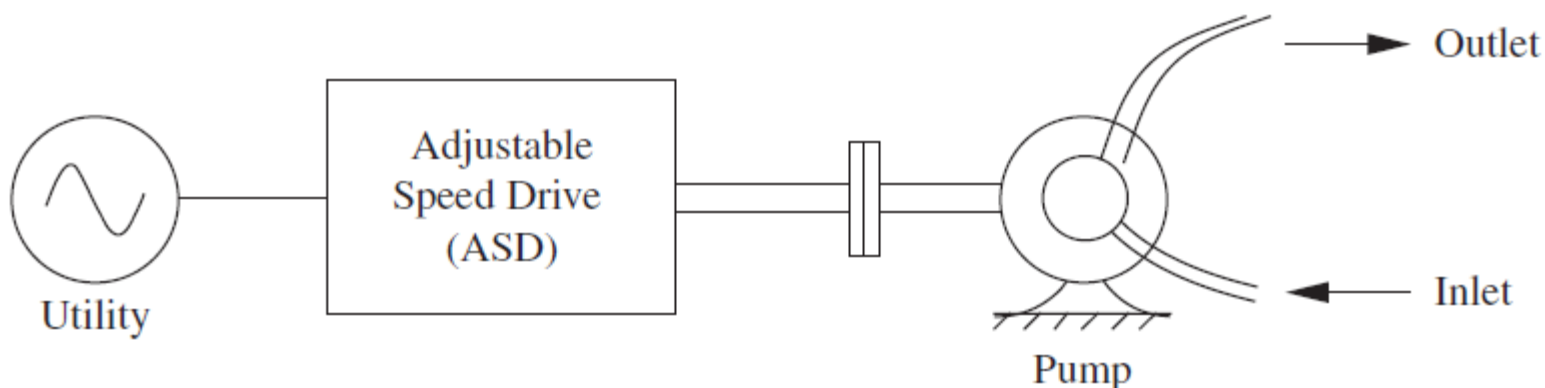 Utility
Adjustable
Speed Drive
(ASD)
Outlet
Inlet
Pump